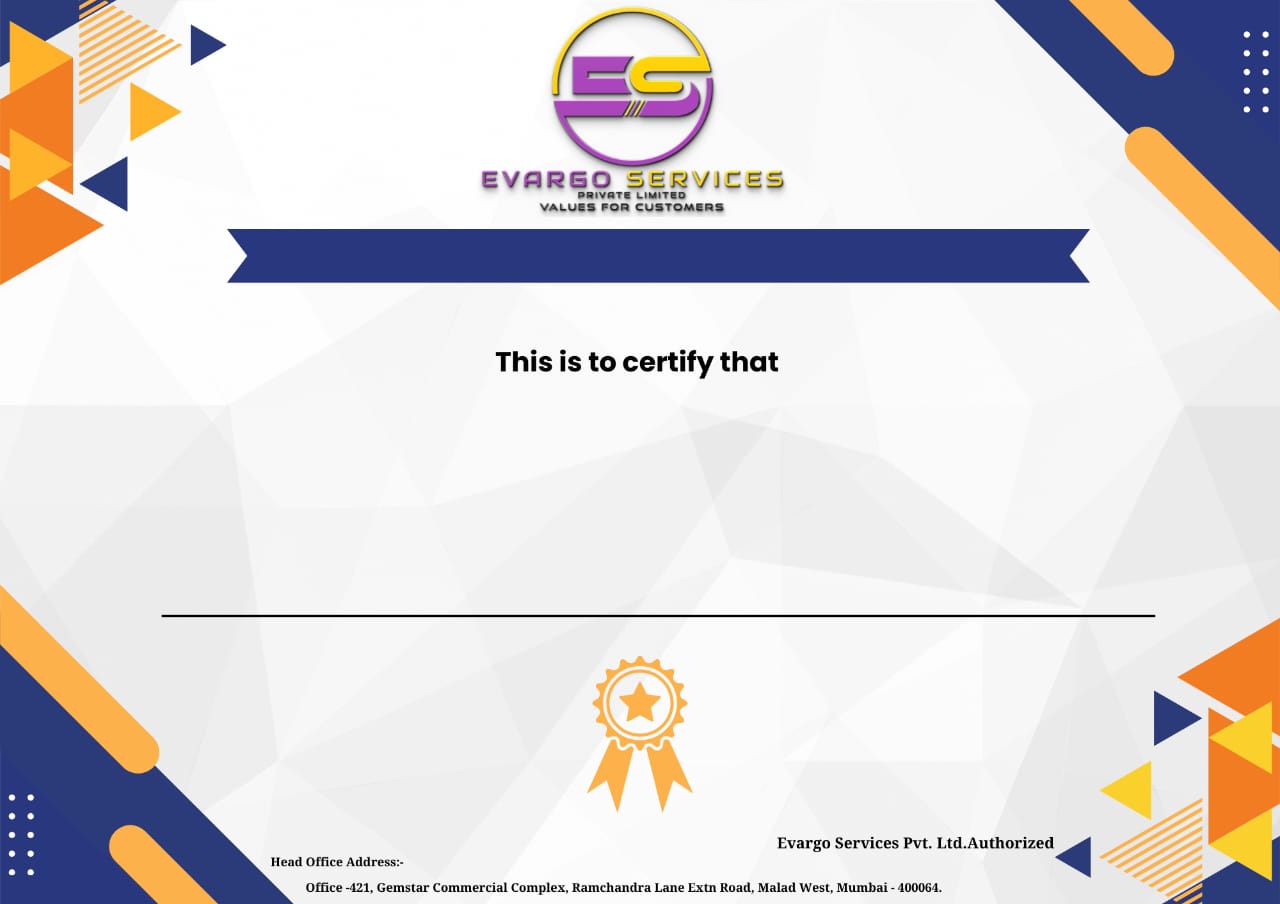 ES
EVARGO SERVICES
PRIVATE LIMITED
VALUES FOR CUSTOMERS
This is to certify that
Evargo Services Pvt. Ltd.Authorized
Head Office Address:-
Office -421, Gemstar Commercial Complex, Ramchandra Lane Extn Road, Malad West, Mumbai - 400064.